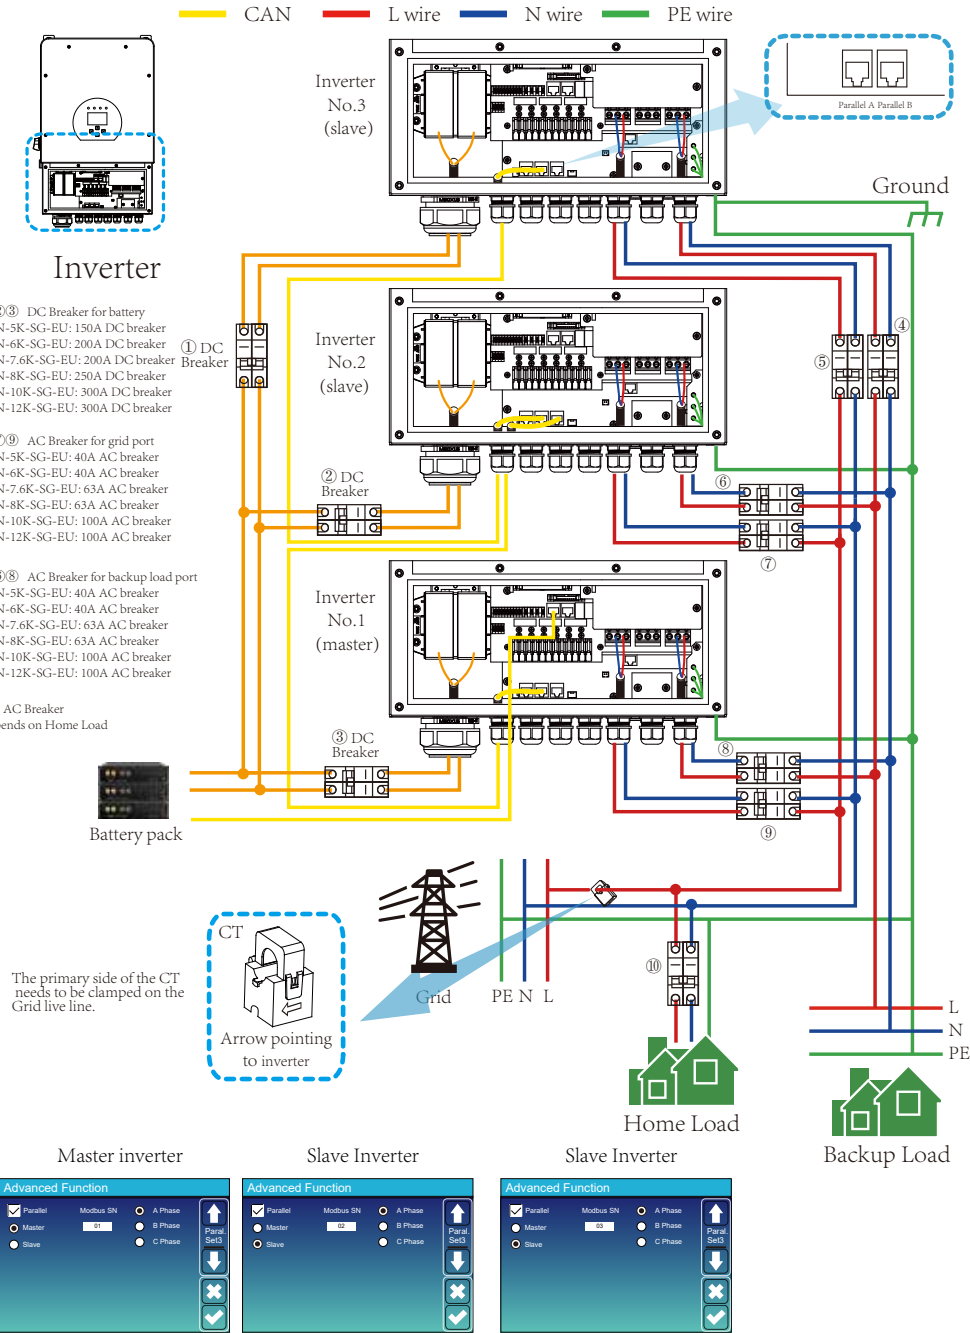 CAN L wire N wire PE wire
Inverter
No.3
(slave)
Parallel A Parallel B
Ground
Inverter
②③ DC Breaker for battery
N-5K-SG-EU: 150A DC breaker
N-6K-SG-EU: 200A DC breaker
N-7.6K-SG-EU: 200A DC breaker
N-8K-SG-EU: 250A DC breaker
N-10K-SG-EU: 300A DC breaker
N-12K-SG-EU: 300A DC breaker
① DC
Breaker
Inverter
No.2
(slave)
④
⑤
⑦⑨ AC Breaker for grid port
N-5K-SG-EU: 40A AC breaker
N-6K-SG-EU: 40A AC breaker
N-7.6K-SG-EU: 63A AC breaker
N-8K-SG-EU: 63A AC breaker
N-10K-SG-EU: 100A AC breaker
N-12K-SG-EU: 100A AC breaker
② DC
Breaker
⑥
⑦
⑧ AC Breaker for backup load port
N-5K-SG-EU: 40A AC breaker
N-6K-SG-EU: 40A AC breaker
N-7.6K-SG-EU: 63A AC breaker
N-8K-SG-EU: 63A AC breaker
N-10K-SG-EU: 100A AC breaker
N-12K-SG-EU: 100A AC breaker
Inverter
No.1
(master)
AC Breaker
pends on Home Load
③ DC
Breaker
⑧
⑨
Battery pack
CT
Arrow pointing
to inverter
The primary side of the CT
needs to be clamped on the
Grid live line.
Grid
PE N L
⑩
L
N
PE
Home Load
Backup Load
Master inverter
Slave Inverter
Slave Inverter
Advanced Function
Parallel Modbus SN A Phase
Master 01 B Phase
Slave C Phase
Paral.
Set3
Advanced Function
Parallel Modbus SN A Phase
Master 02 B Phase
Slave C Phase
Paral.
Set3
Advanced Function
Parallel Modbus SN A Phase
Master 03 B Phase
Slave C Phase
Paral.
Set3